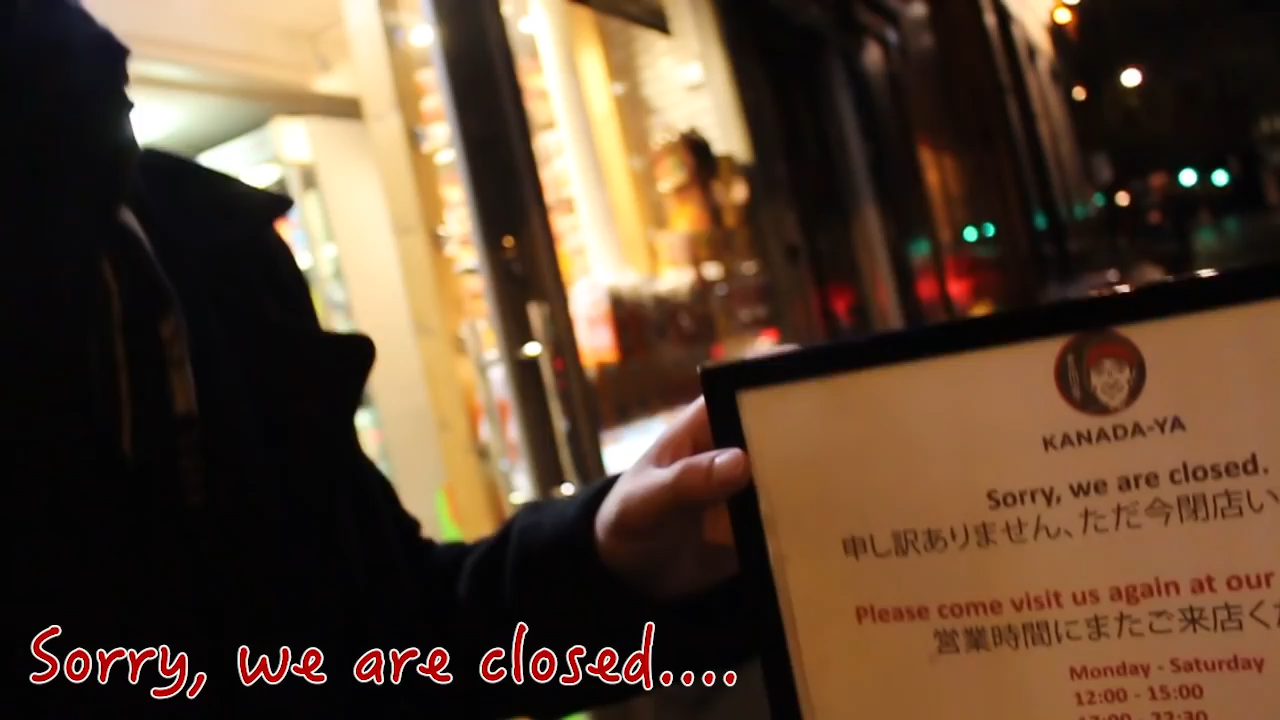 KANADA-YA
Sorry, we are closed.
申し訳ありません、ただ今閉店い
Please come visit us again at our
営業時間にまたご来店く
Monday - Saturday
12:00 - 15:00
Sorry, we are closed....